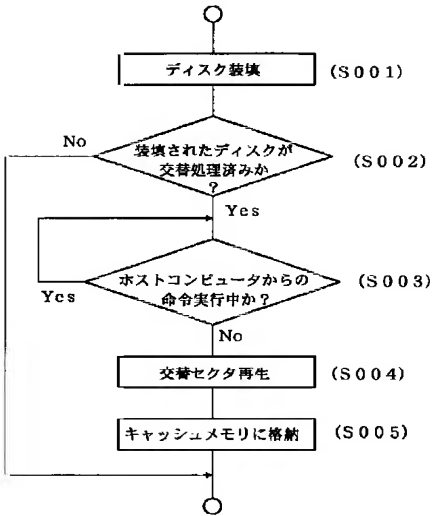 ディスク装填
(S001)
No
装填されたディスクが
交替処理済みか
?
(S002)
Yes
ホストコンピュータからの
命令実行中か?
(S003)
Yes
No
交替セクタ再生
(S004)
キャッシュメモリに格納
(S005)